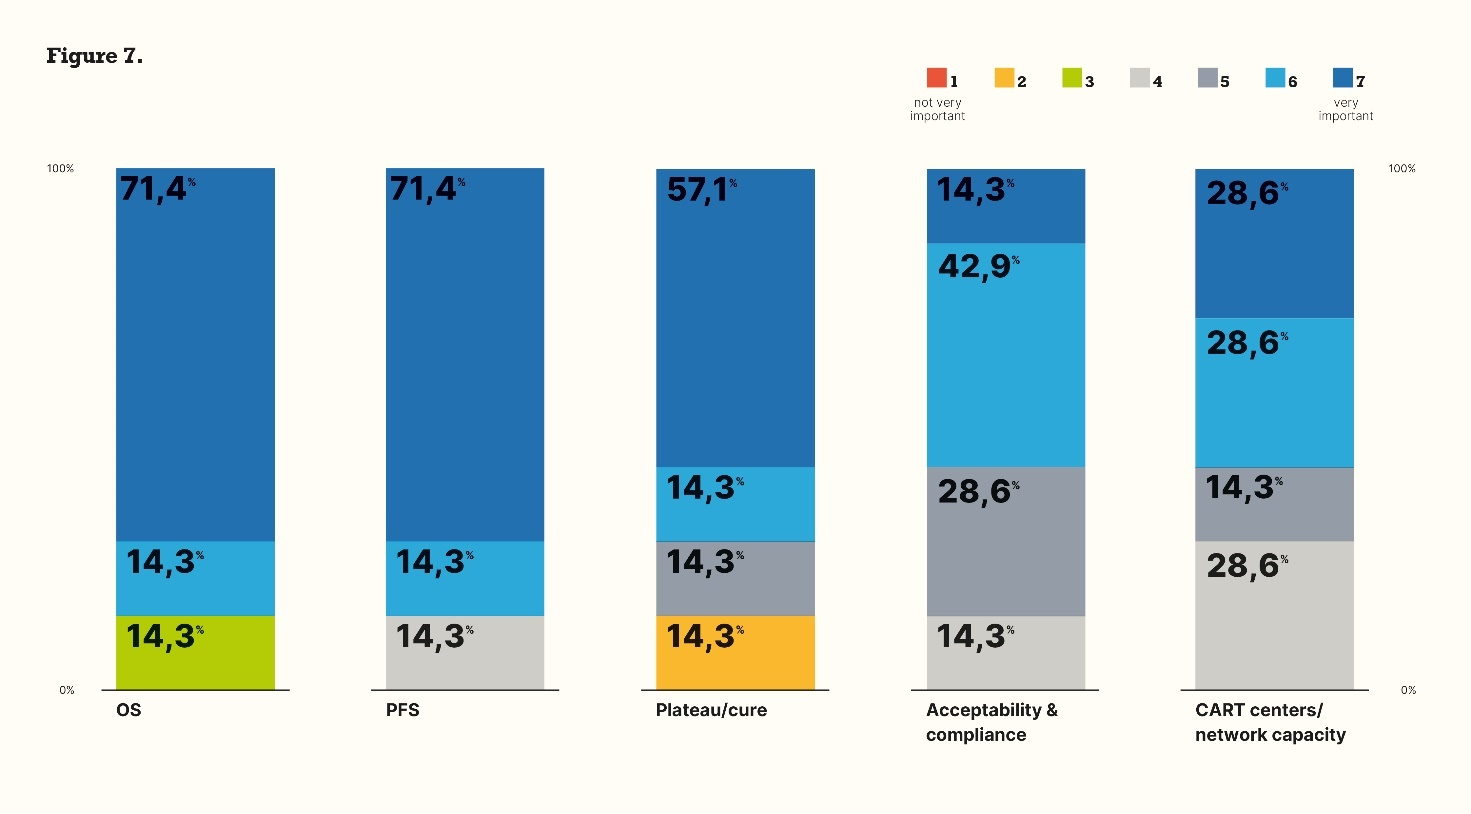 Figure 7.
1 2 3 4 5 6 7
not very very
important important
100% 100%
71,4% 71,4% 57,1% 14,3% 28,6%
42,9%
28,6%
14,3% 28,6% 14,3%
14,3% 14,3% 14,3% 28,6%
14,3% 14,3% 14,3% 14,3%
0% 0%
OS PFS Plateau/cure Acceptability & CART centers/
compliance network capacity